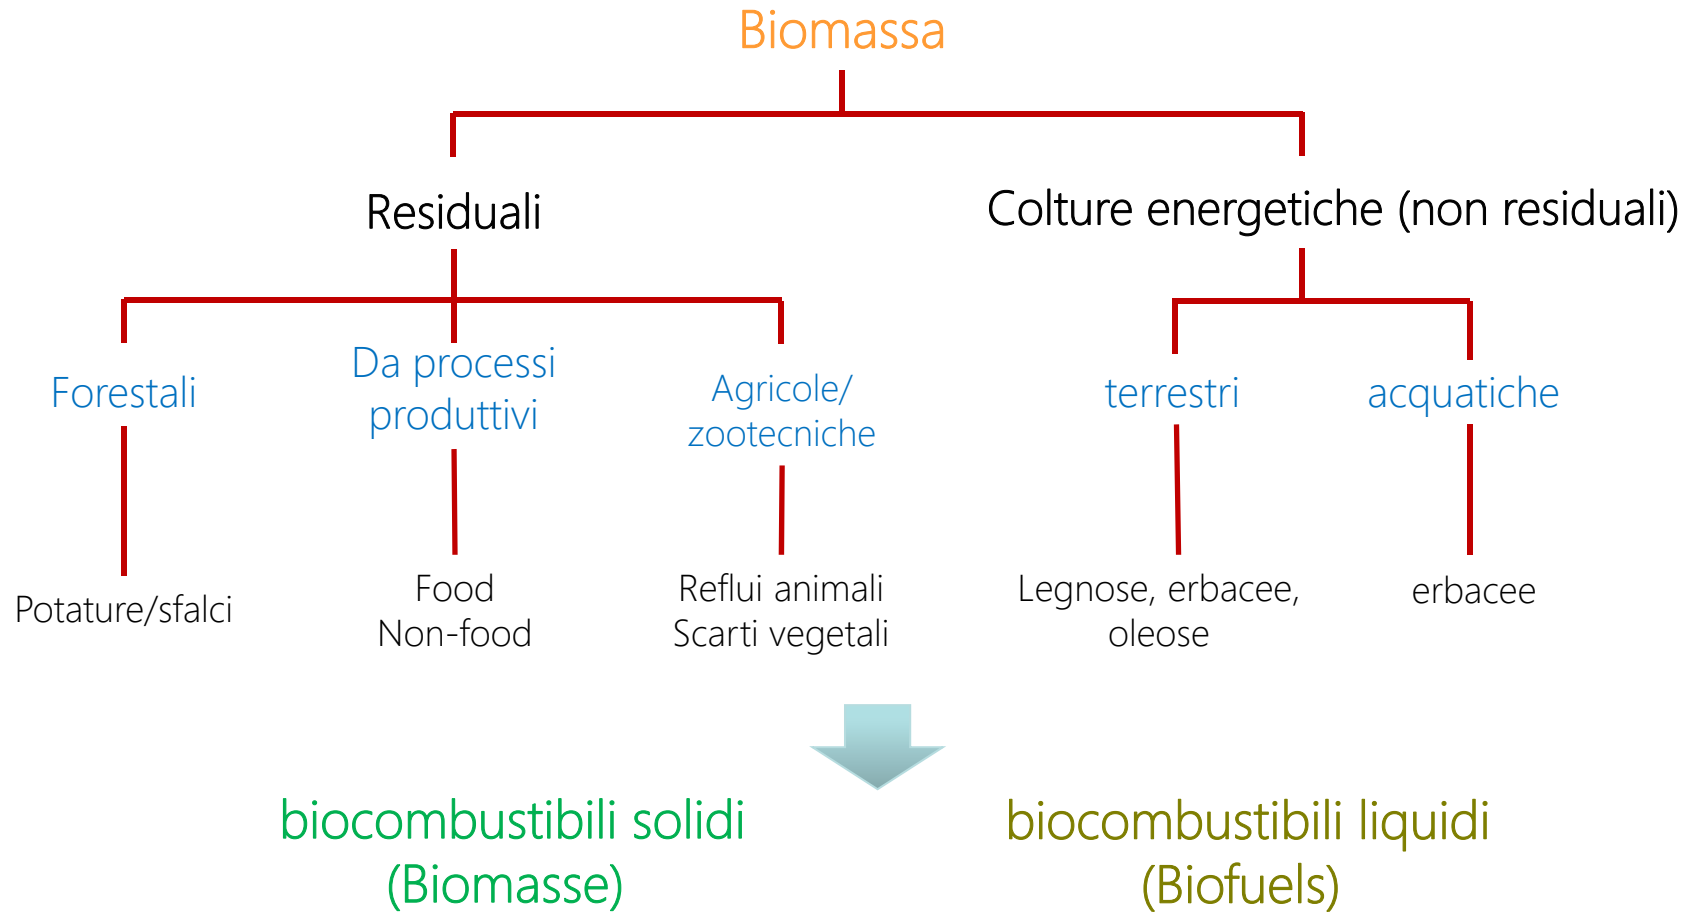 Biomassa
Residuali
Colture energetiche (non residuali)
Forestali
Da processi
produttivi
Agricole/
zootecniche
terrestri
acquatiche
Potature/sfalci
Food
Non-food
Reflui animali
Scarti vegetali
Legnose, erbacee,
oleose
erbacee
biocombustibili solidi
(Biomasse)
biocombustibili liquidi
(Biofuels)